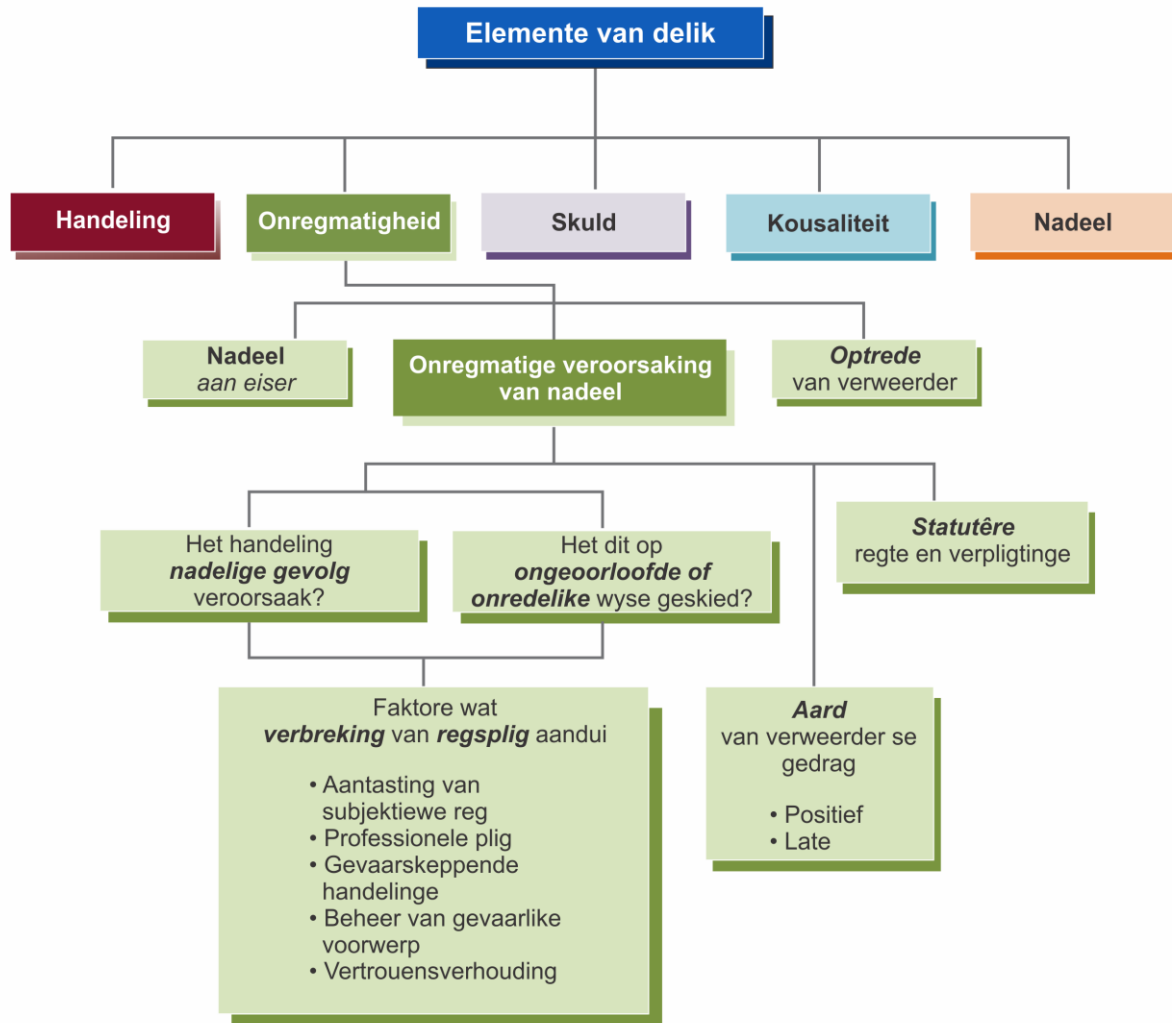 Elemente van delik
Handeling
Onregmatigheid
Skuld
Kousaliteit
Nadeel
Nadeel
aan eiser
Onregmatige veroorsaking
van nadeel
Optrede
van verweerder
Het handeling
nadelige gevolg
veroorsaak?
Het dit op
ongeoorloofde of
onredelike wyse geskied?
Statutêre
regte en verpligtinge
Faktore wat
verbreking van regsplig aandui
• Aantasting van
subjektiewe reg
• Professionele plig
• Gevaarskeppende
handelinge
• Beheer van gevaarlike
voorwerp
• Vertrouensverhouding
Aard
van verweerder se
gedrag
• Positief
• Late